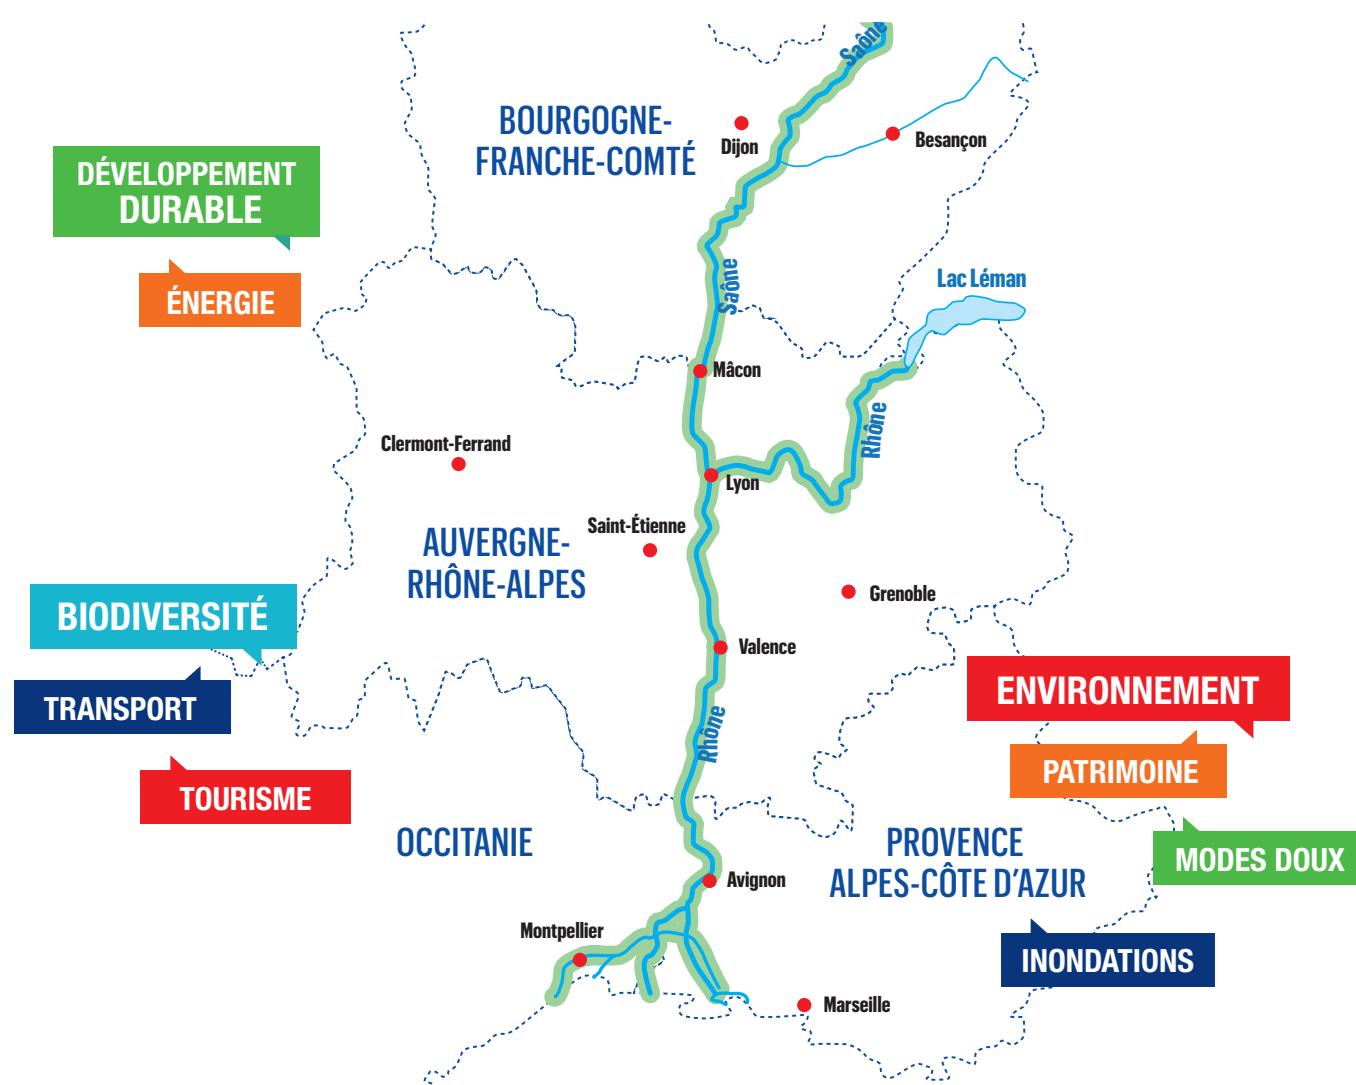 Saône
BOURGOGNE-
FRANCHE-COMTÉ
Dijon
Besançon
DÉVELOPPEMENT
DURABLE
ÉNERGIE
Saône
Lac Léman
Mâcon
Rhône
Clermont-Ferrand
Lyon
Saint-Étienne
AUVERGNE-
RHÔNE-ALPES
Grenoble
BIODIVERSITÉ
Valence
TRANSPORT
ENVIRONNEMENT
Rhône
PATRIMOINE
TOURISME
OCCITANIE
PROVENCE
ALPES-CÔTE D'AZUR
MODES DOUX
Avignon
Montpellier
INONDATIONS
Marseille